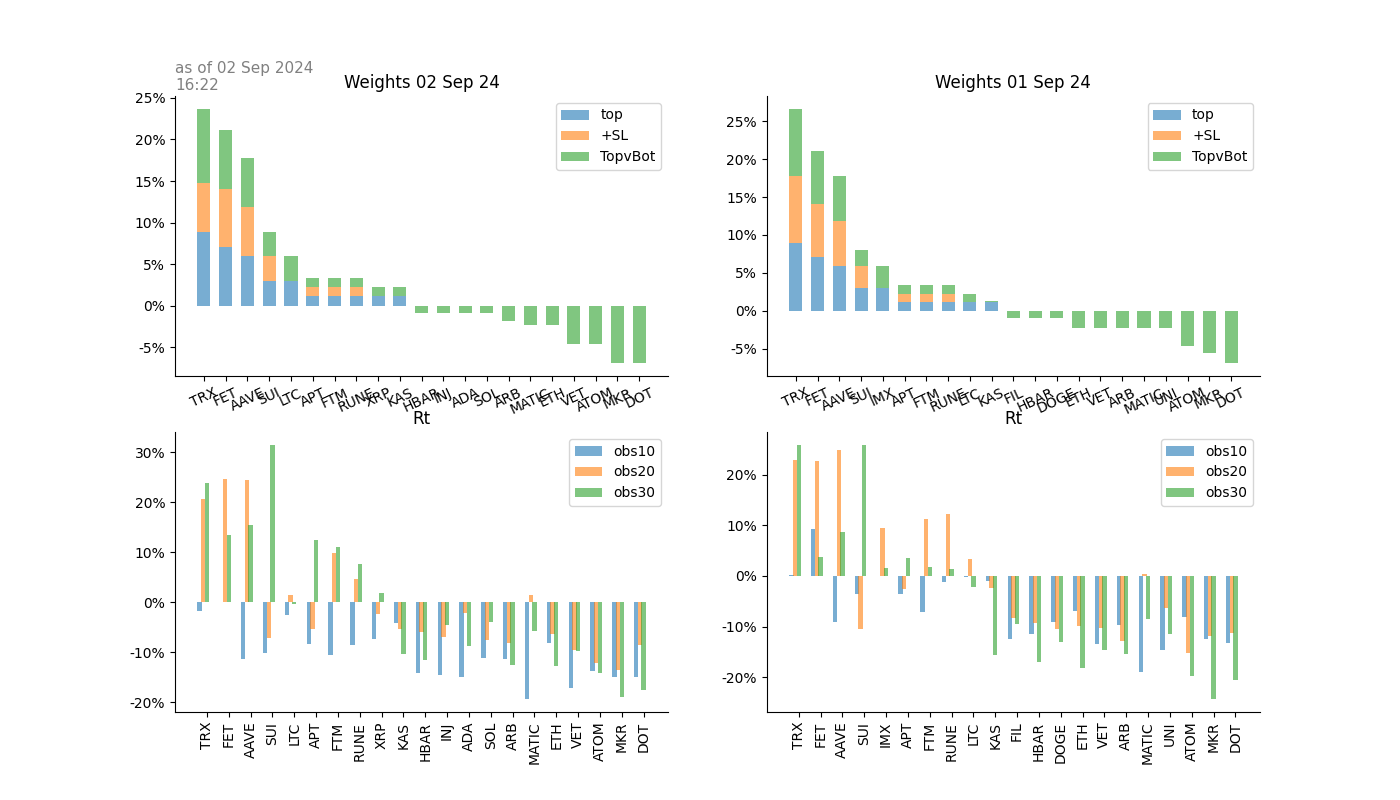 as of 02 Sep 2024
16:22
Weights 02 Sep 24
25%
20%
15%
10%
5%
0%
-5%
top
+SL
TopvBot
TRX FET AAVE SUI LTC APT FTM RUNE XRP KAS HBAR INJ ADA SOL ARB MATIC ETH VET ATOM MKR DOT
Weights 01 Sep 24
25%
20%
15%
10%
5%
0%
-5%
top
+SL
TopvBot
TRX FET AAVE SUI IMX APT FTM RUNE LTC KAS FIL HBAR DOGE ETH VET ARB MATIC UNI ATOM MKR DOT
Rt
30%
20%
10%
0%
-10%
-20%
obs10
obs20
obs30
TRX FET AAVE SUI LTC APT FTM RUNE XRP KAS HBAR INJ ADA SOL ARB MATIC ETH VET ATOM MKR DOT
Rt
20%
10%
0%
-10%
-20%
obs10
obs20
obs30
TRX FET AAVE SUI IMX APT FTM RUNE LTC KAS FIL HBAR DOGE ETH VET ARB MATIC UNI ATOM MKR DOT